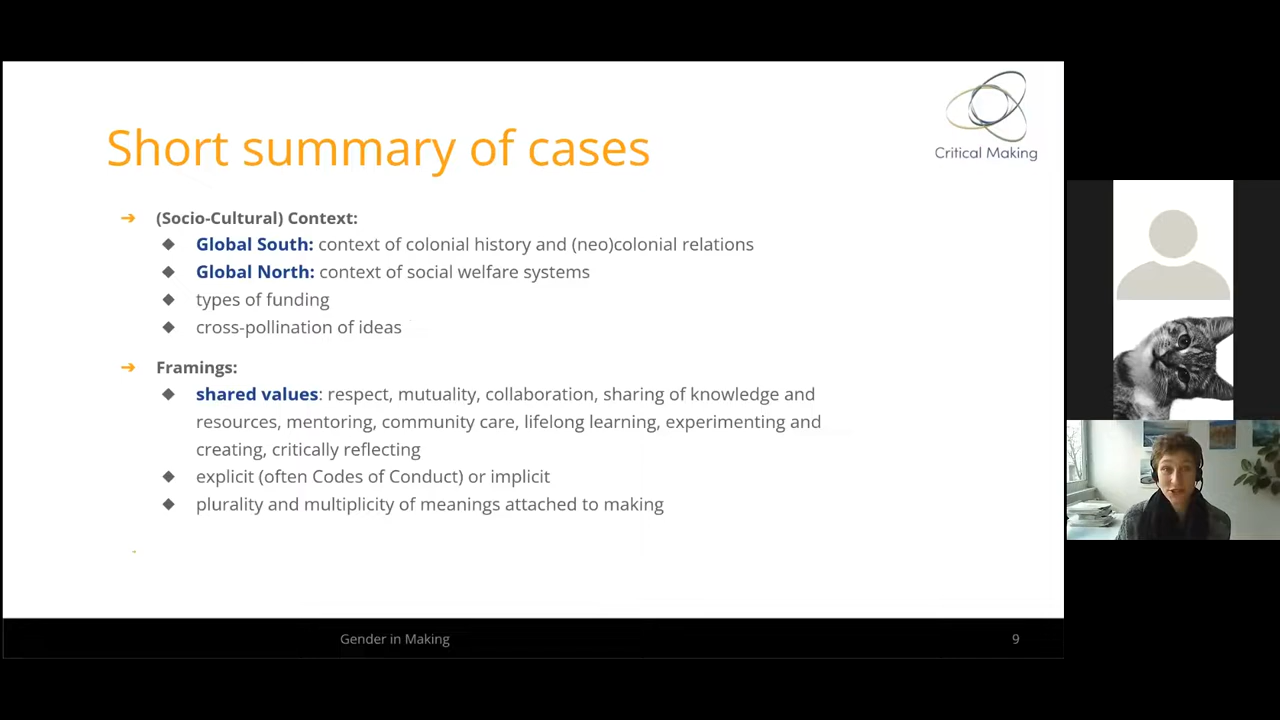 Short summary of cases
Critical Making
➔ (Socio-Cultural) Context:
◆ Global South: context of colonial history and (neo)colonial relations
◆ Global North: context of social welfare systems
◆ types of funding
◆ cross-pollination of ideas
➔ Framings:
◆ shared values: respect, mutuality, collaboration, sharing of knowledge and
resources, mentoring, community care, lifelong learning, experimenting and
creating, critically reflecting
◆ explicit (often Codes of Conduct) or implicit
◆ plurality and multiplicity of meanings attached to making
Gender in Making
9